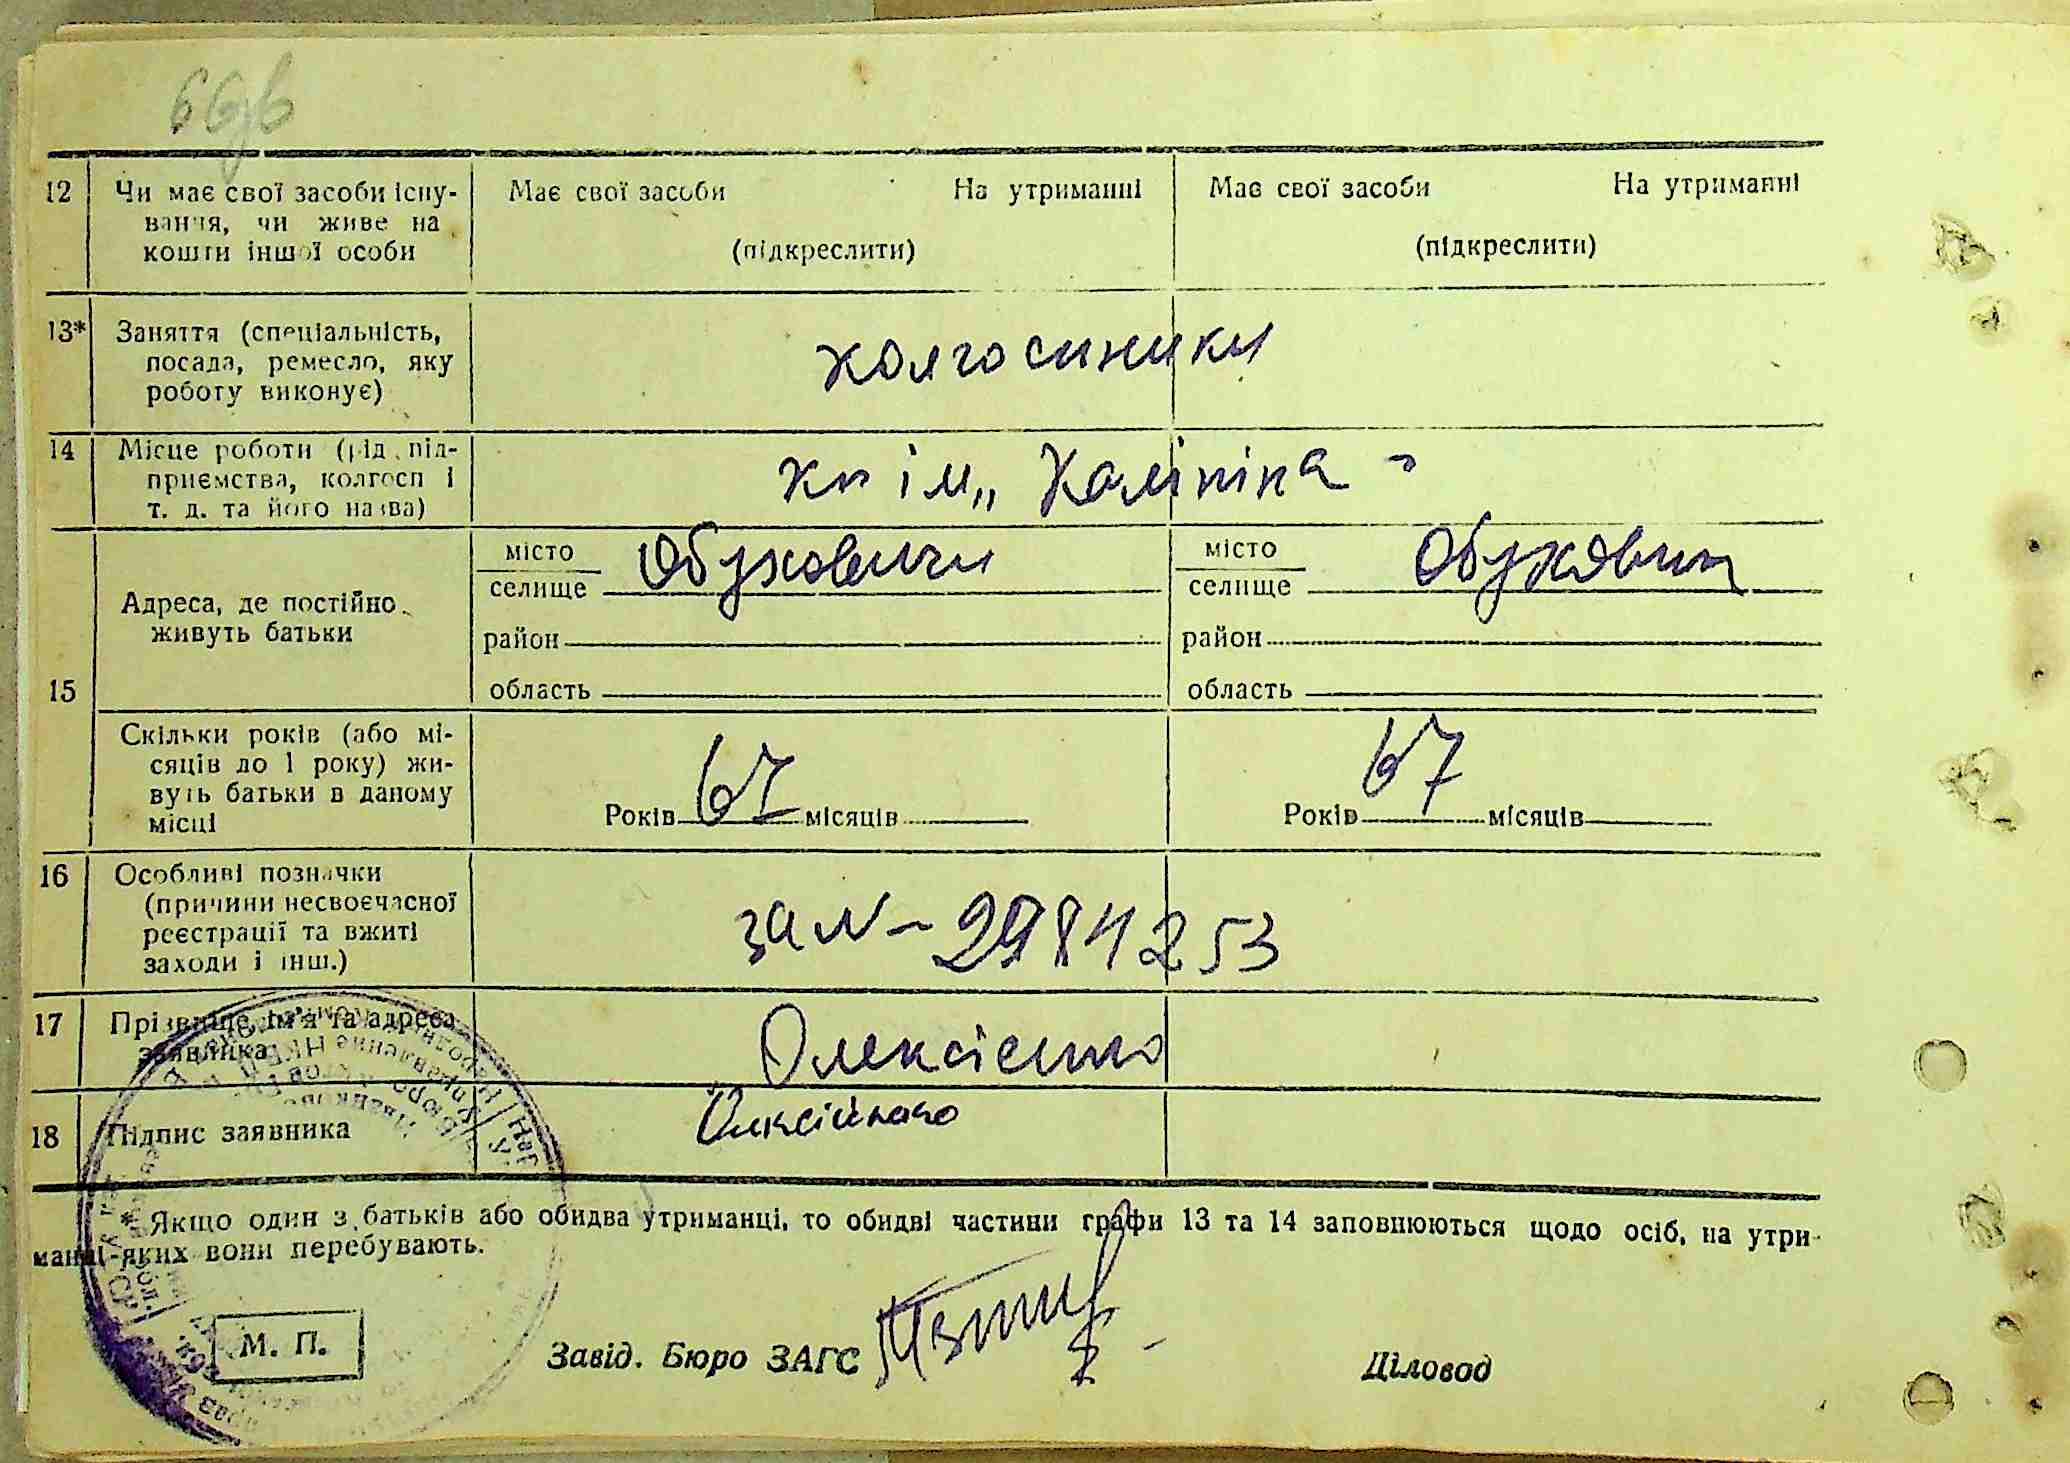 12 Чи має свої засоби існу- Має свої засоби На утриманні Має свої засоби На утриманні
вання, чи живе на
кошти іншої особи (підкреслити) (підкреслити)
13* Заняття (спеціальність,
посада, ремесло, яку колгосники
роботу виконує)
14 Місце роботи (рід під-
приємства, колгосп і кп ім „Калініна"
т. д. та його назва)
місто Обуховичи місто Обуховичи
селище селище
Адреса, де постійно
живуть батьки район район
15 область область
Скільки років (або мі-
сяців до 1 року) жи-
вуть батьки в даному
місці Років 67 місяців Років 67 місяців
16 Особливі позначки
(причини несвоєчасної
реєстрації та вжиті за N-2984253
заходи і інш.)
17 Прізвище, ім'я та адреса Олексієнко
заявника
18 Підпис заявника Олексієнко
* Якщо один з батьків або обидва утриманці, то обидві частини графи 13 та 14 заповнюються щодо осіб, на утри-
манні яких вони перебувають.
М. П. Завід. Бюро ЗАГС Діловод